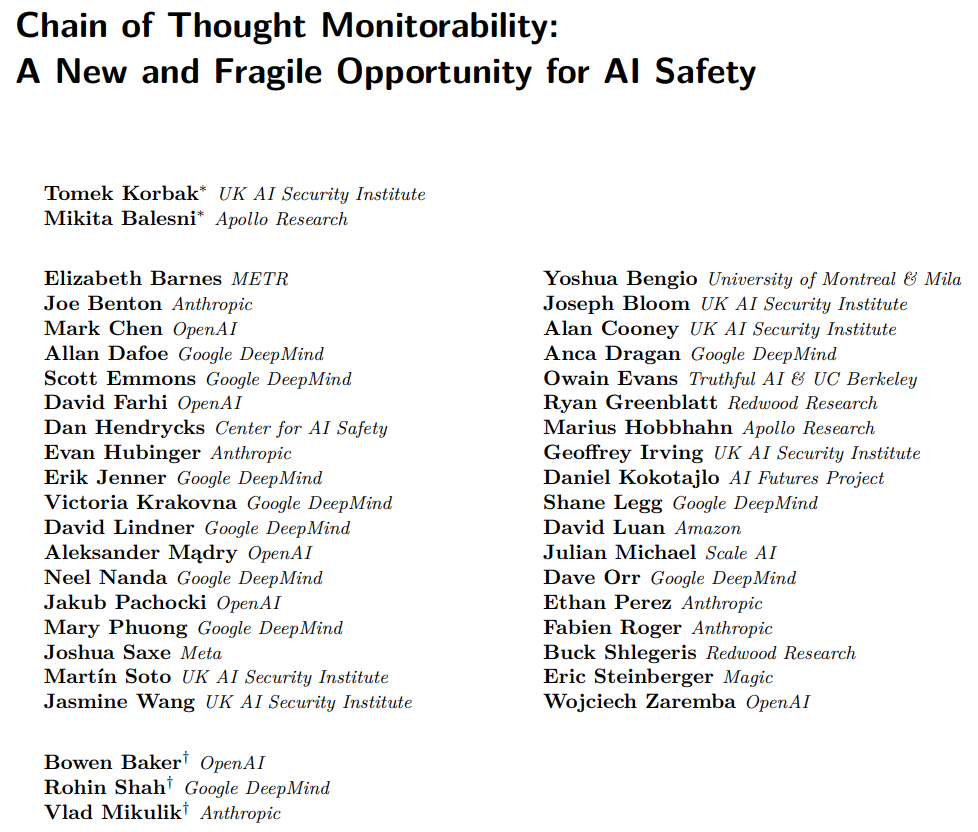 Chain of Thought Monitorability:
A New and Fragile Opportunity for AI Safety
Tomek Korbak* UK AI Security Institute
Mikita Balesni* Apollo Research
Elizabeth Barnes METR
Joe Benton Anthropic
Mark Chen OpenAI
Allan Dafoe Google DeepMind
Scott Emmons Google DeepMind
David Farhi OpenAI
Dan Hendrycks Center for AI Safety
Evan Hubinger Anthropic
Erik Jenner Google DeepMind
Victoria Krakovna Google DeepMind
David Lindner Google DeepMind
Aleksander Mądry OpenAI
Neel Nanda Google DeepMind
Jakub Pachocki OpenAI
Mary Phuong Google DeepMind
Joshua Saxe Meta
Martín Soto UK AI Security Institute
Jasmine Wang UK AI Security Institute
Yoshua Bengio University of Montreal & Mila
Joseph Bloom UK AI Security Institute
Alan Cooney UK AI Security Institute
Anca Dragan Google DeepMind
Owain Evans Truthful AI & UC Berkeley
Ryan Greenblatt Redwood Research
Marius Hobbhahn Apollo Research
Geoffrey Irving UK AI Security Institute
Daniel Kokotajlo AI Futures Project
Shane Legg Google DeepMind
David Luan Amazon
Julian Michael Scale AI
Dave Orr Google DeepMind
Ethan Perez Anthropic
Fabien Roger Anthropic
Buck Shlegeris Redwood Research
Eric Steinberger Magic
Wojciech Zaremba OpenAI
Bowen Baker† OpenAI
Rohin Shah† Google DeepMind
Vlad Mikulik† Anthropic